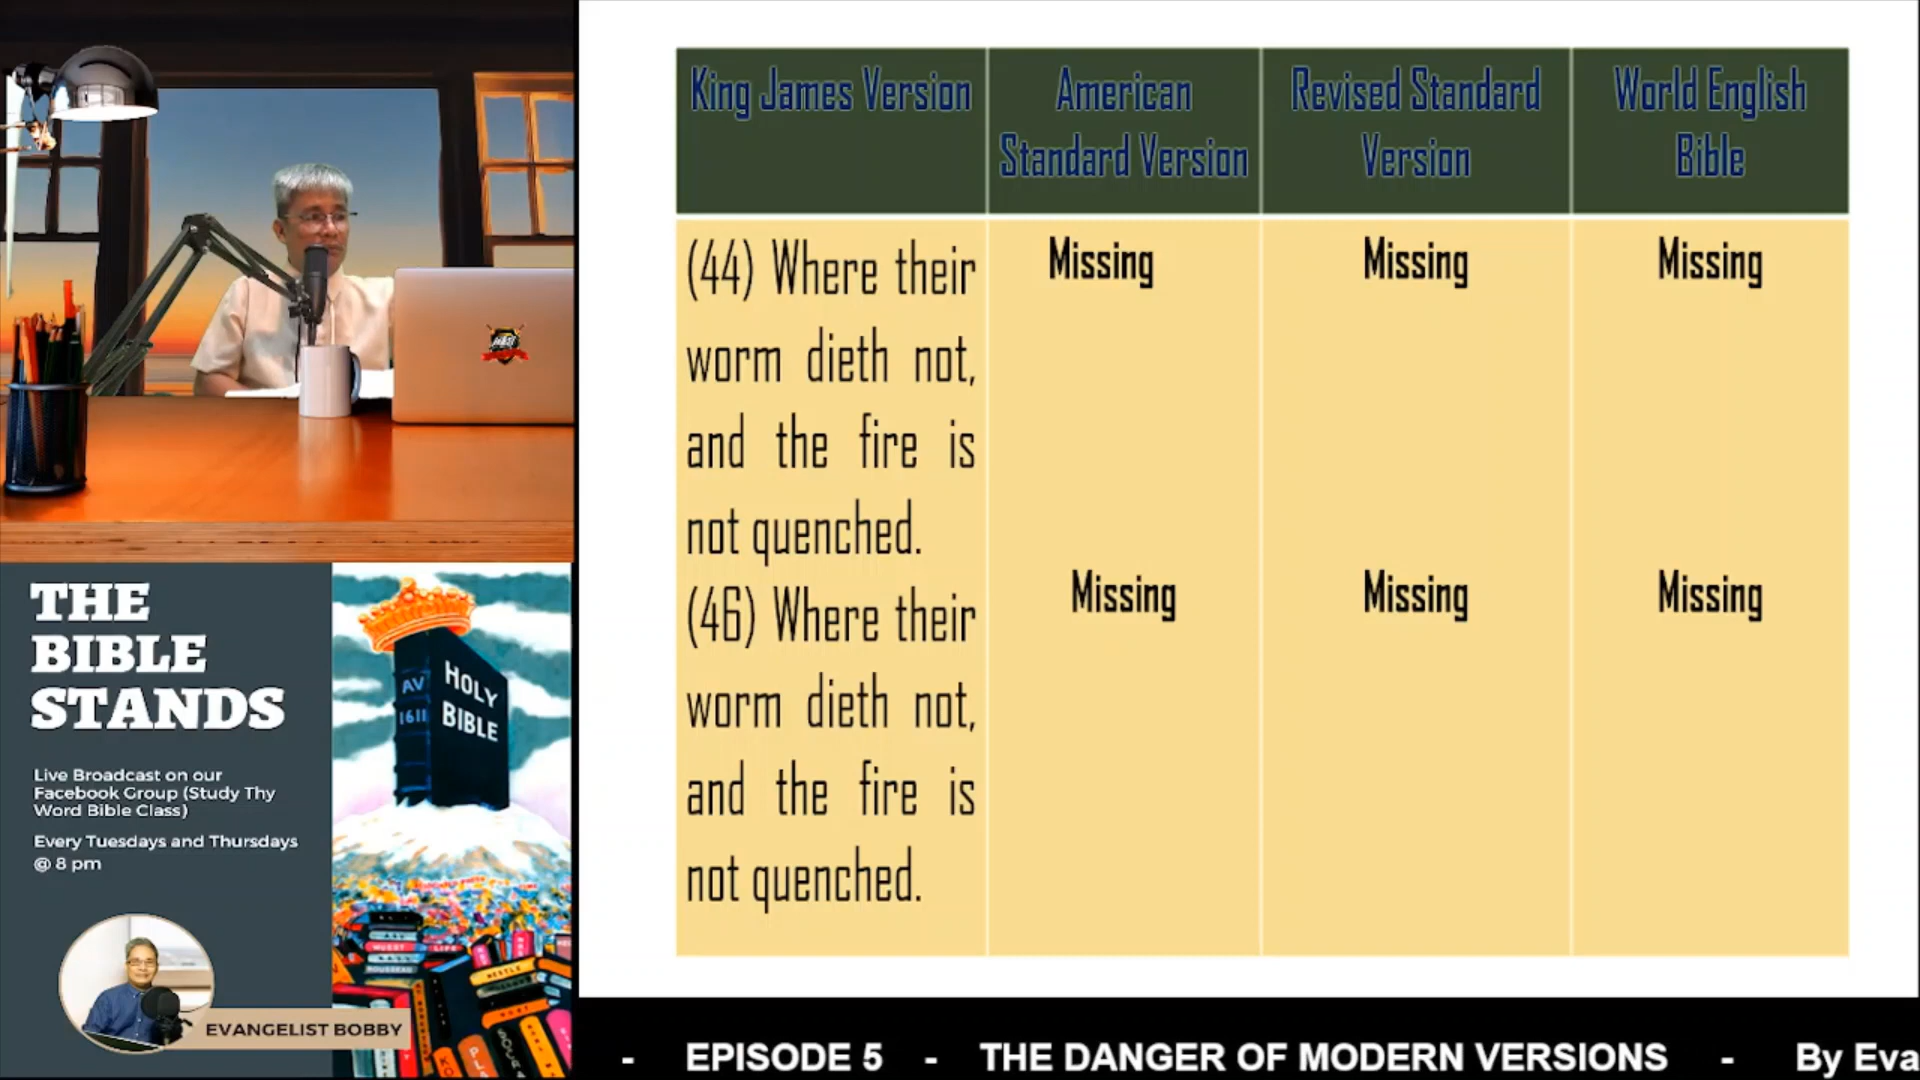 King James Version
American
Standard Version
Revised Standard
Version
World English
Bible
(44) Where their
worm dieth not,
and the fire is
not quenched.
Missing
Missing
Missing
(46) Where their
worm dieth not,
and the fire is
not quenched.
Missing
Missing
Missing
THE
BIBLE
STANDS
Live Broadcast on our
Facebook Group (Study Thy
Word Bible Class)
Every Tuesdays and Thursdays
@ 8 pm
AV
1611
HOLY
BIBLE
EVANGELIST BOBBY
- EPISODE 5 - THE DANGER OF MODERN VERSIONS - By Eva